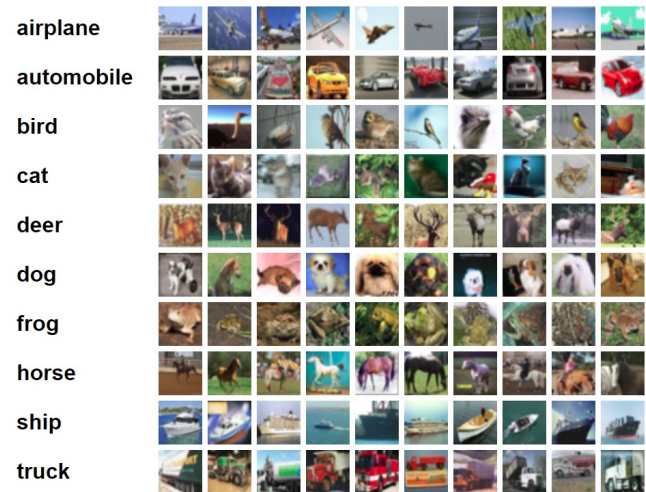 airplane
automobile
bird
cat
deer
dog
frog
horse
ship
truck